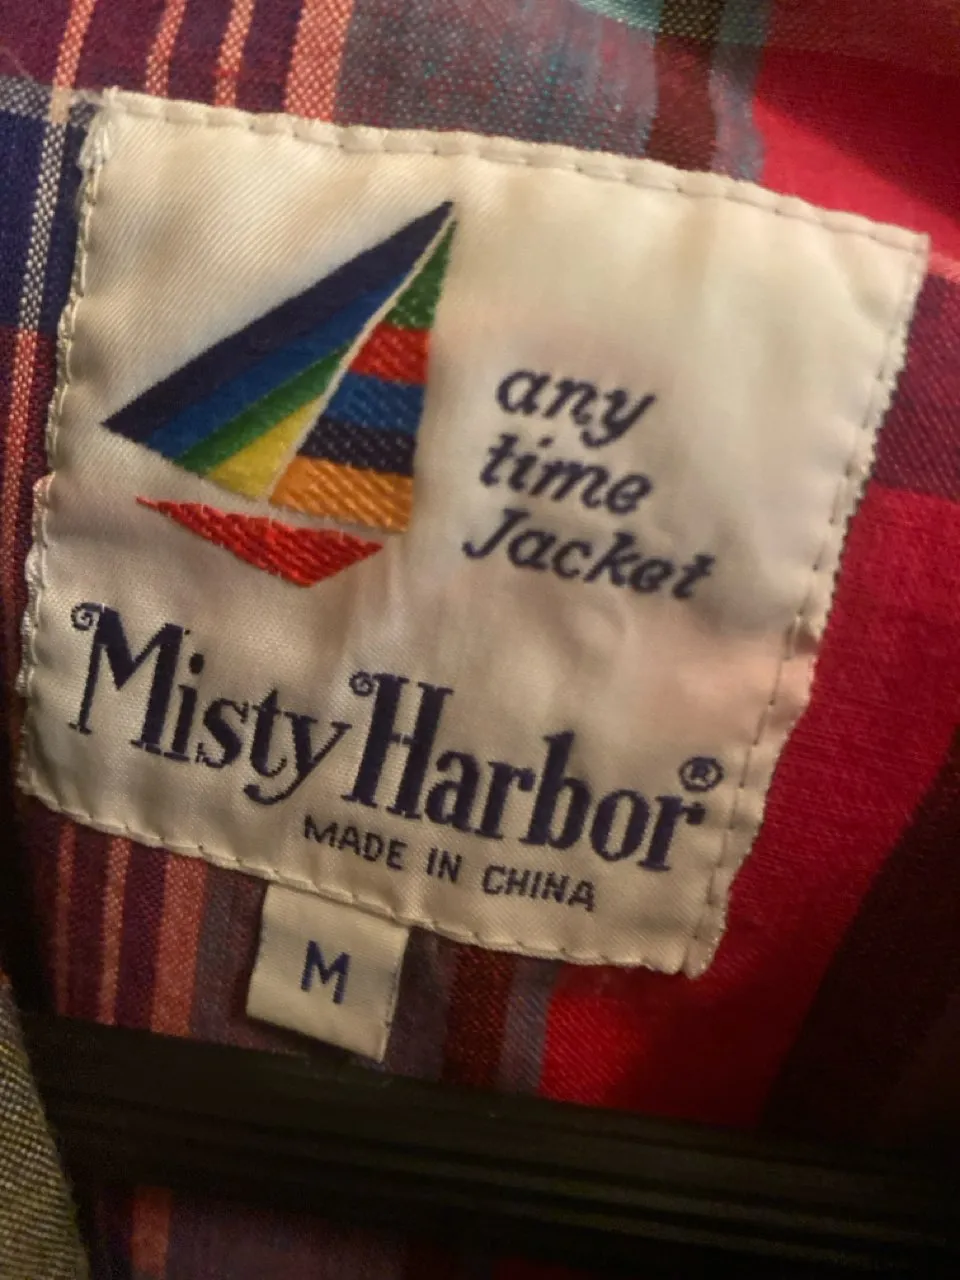 any
time
Jacket
Misty Harbor®
MADE IN CHINA
M